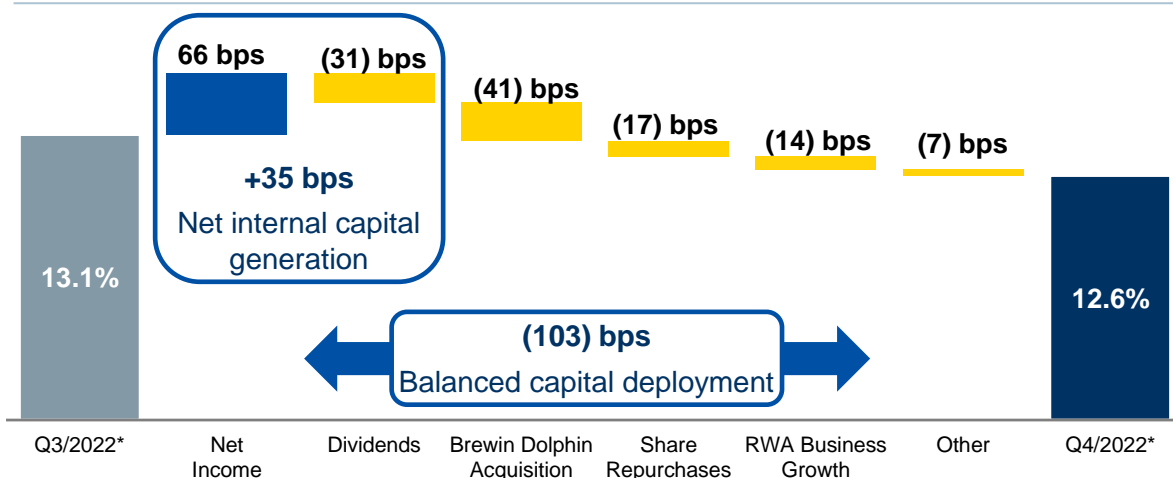 66 bps
(31) bps
(41) bps
(17) bps
(14) bps
(7) bps
+35 bps
Net internal capital
generation
13.1%
12.6%
(103) bps
Balanced capital deployment
Q3/2022*
Net
Income
Dividends
Brewin Dolphin
Acquisition
Share
Repurchases
RWA Business
Growth
Other
Q4/2022*